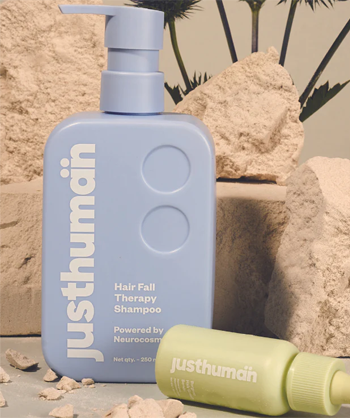 justhumän
Hair Fall
Therapy
Shampoo
Powered by
Neurocosm
Net qty. - 250
justhumän